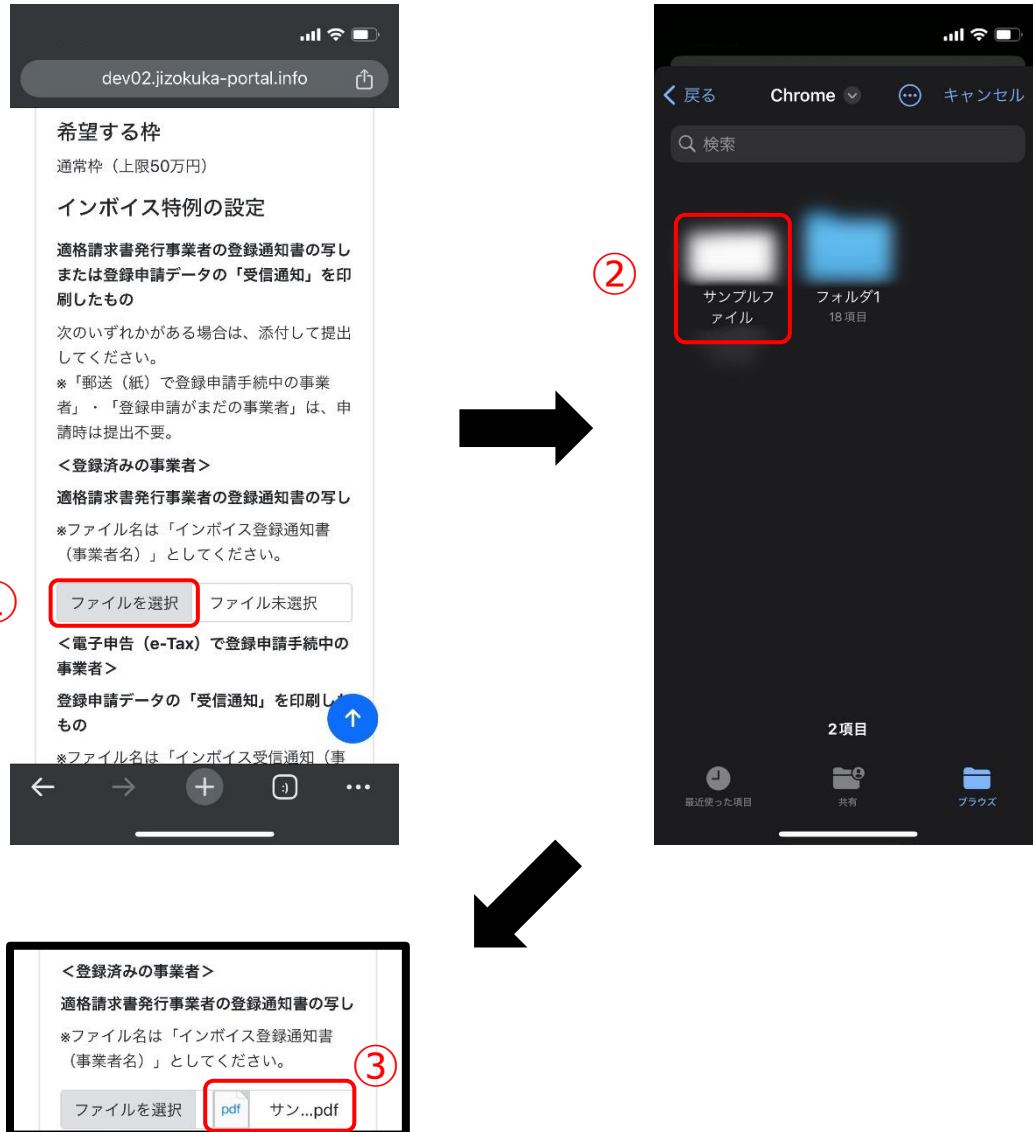 dev02.jizokuka-portal.info
希望する枠
通常枠（上限50万円）
インボイス特例の設定
適格請求書発行事業者の登録通知書の写し
または登録申請データの「受信通知」を印
刷したもの
次のいずれかがある場合は、添付して提出
してください。
※「郵送（紙）で登録申請手続中の事業
者」・「登録申請がまだの事業者」は、申
請時は提出不要。
＜登録済みの事業者＞
適格請求書発行事業者の登録通知書の写し
※ファイル名は「インボイス登録通知書
（事業者名）」としてください。
ファイルを選択 ファイル未選択
＜電子申告（e-Tax）で登録申請手続中の
事業者＞
登録申請データの「受信通知」を印刷した
もの
※ファイル名は「インボイス受信通知（事
戻る Chrome キャンセル
検索
②
サンプルフ
ァイル
フォルダ1
18項目
2項目
最近使った項目 共有 ブラウズ
＜登録済みの事業者＞
適格請求書発行事業者の登録通知書の写し
※ファイル名は「インボイス登録通知書
（事業者名）」としてください。
③
ファイルを選択 pdf サン...pdf